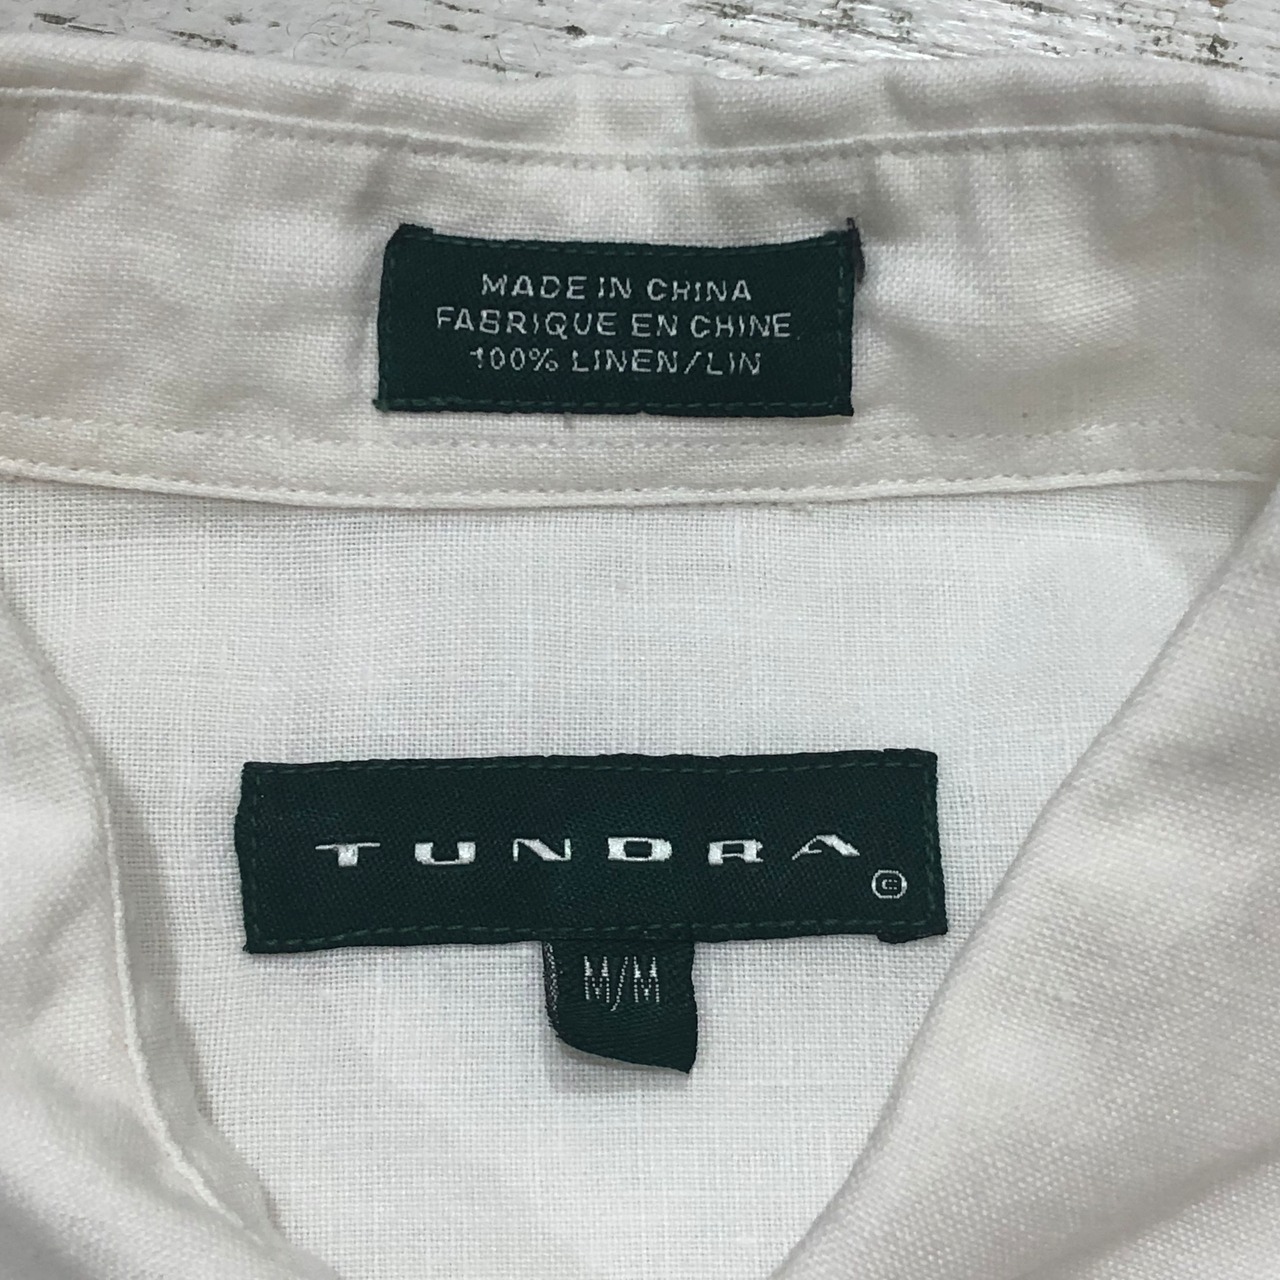 MADE IN CHINA
FABRIQUE EN CHINE
100% LINEN/LIN
TUNDRA ©
M/M